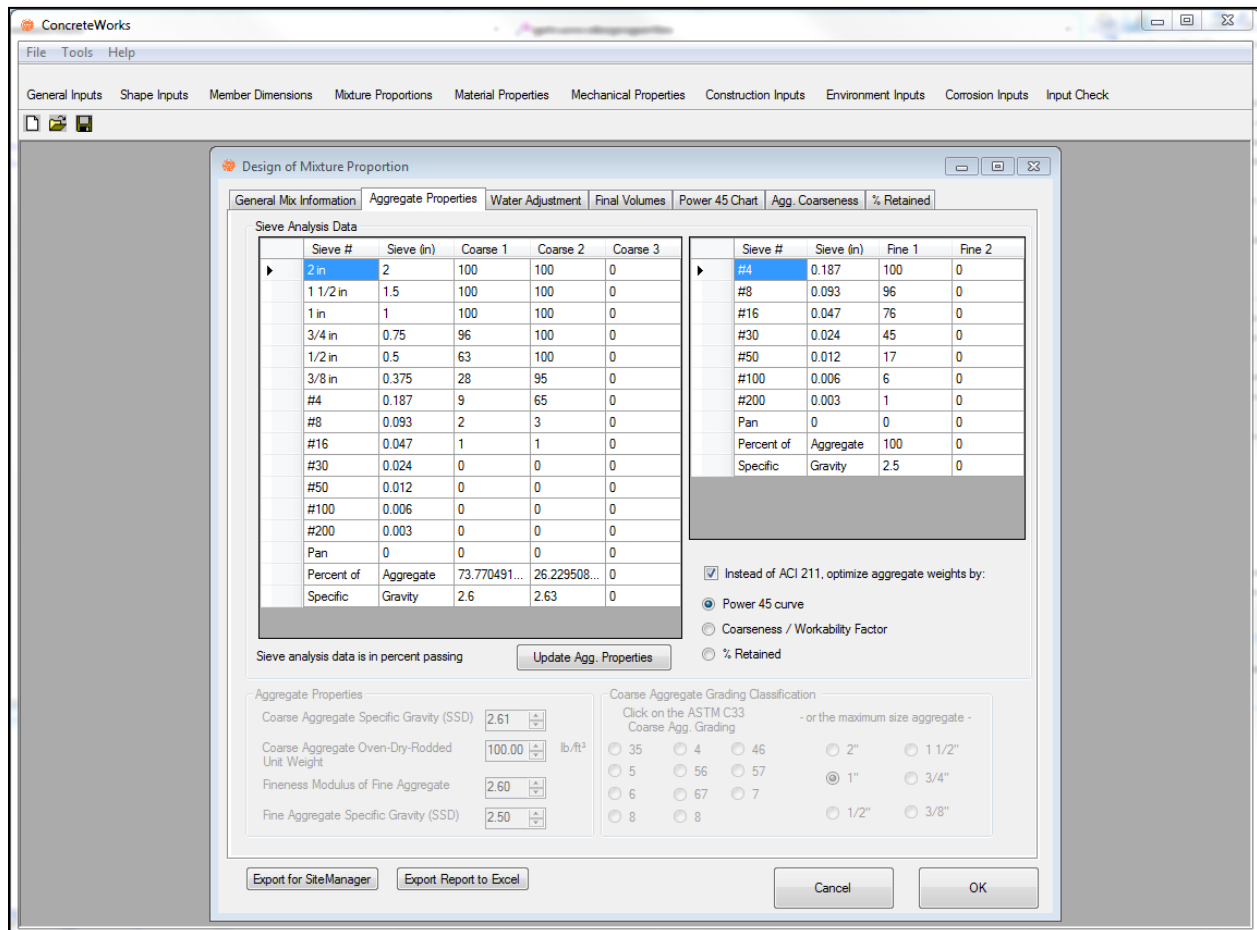 ConcreteWorks
File Tools Help
General Inputs Shape Inputs Member Dimensions Mixture Proportions Material Properties Mechanical Properties Construction Inputs Environment Inputs Corrosion Inputs Input Check
Design of Mixture Proportion
General Mix Information Aggregate Properties Water Adjustment Final Volumes Power 45 Chart Agg. Coarseness % Retained
Sieve Analysis Data
Sieve # Sieve (in) Coarse 1 Coarse 2 Coarse 3
2 in 2 100 100 0
1 1/2 in 1.5 100 100 0
1 in 1 100 100 0
3/4 in 0.75 96 100 0
1/2 in 0.5 63 100 0
3/8 in 0.375 28 95 0
#4 0.187 9 65 0
#8 0.093 2 3 0
#16 0.047 1 1 0
#30 0.024 0 0 0
#50 0.012 0 0 0
#100 0.006 0 0 0
#200 0.003 0 0 0
Pan 0 0 0 0
Percent of Aggregate 73.770491... 26.229508... 0
Specific Gravity 2.6 2.63 0
Sieve # Sieve (in) Fine 1 Fine 2
#4 0.187 100 0
#8 0.093 96 0
#16 0.047 76 0
#30 0.024 45 0
#50 0.012 17 0
#100 0.006 6 0
#200 0.003 1 0
Pan 0 0 0
Percent of Aggregate 100 0
Specific Gravity 2.5 0
Instead of ACI 211, optimize aggregate weights by:
Power 45 curve
Coarseness / Workability Factor
% Retained
Sieve analysis data is in percent passing Update Agg. Properties
Aggregate Properties
Coarse Aggregate Specific Gravity (SSD) 2.61
Coarse Aggregate Oven-Dry-Rodded 100.00 lb/ft³
Unit Weight
Fineness Modulus of Fine Aggregate 2.60
Fine Aggregate Specific Gravity (SSD) 2.50
Coarse Aggregate Grading Classification
Click on the ASTM C33
Coarse Agg. Grading
- or the maximum size aggregate -
35 4 46 2" 1 1/2"
5 56 57 1" 3/4"
6 67 7
8 8 1/2" 3/8"
Export for SiteManager Export Report to Excel Cancel OK